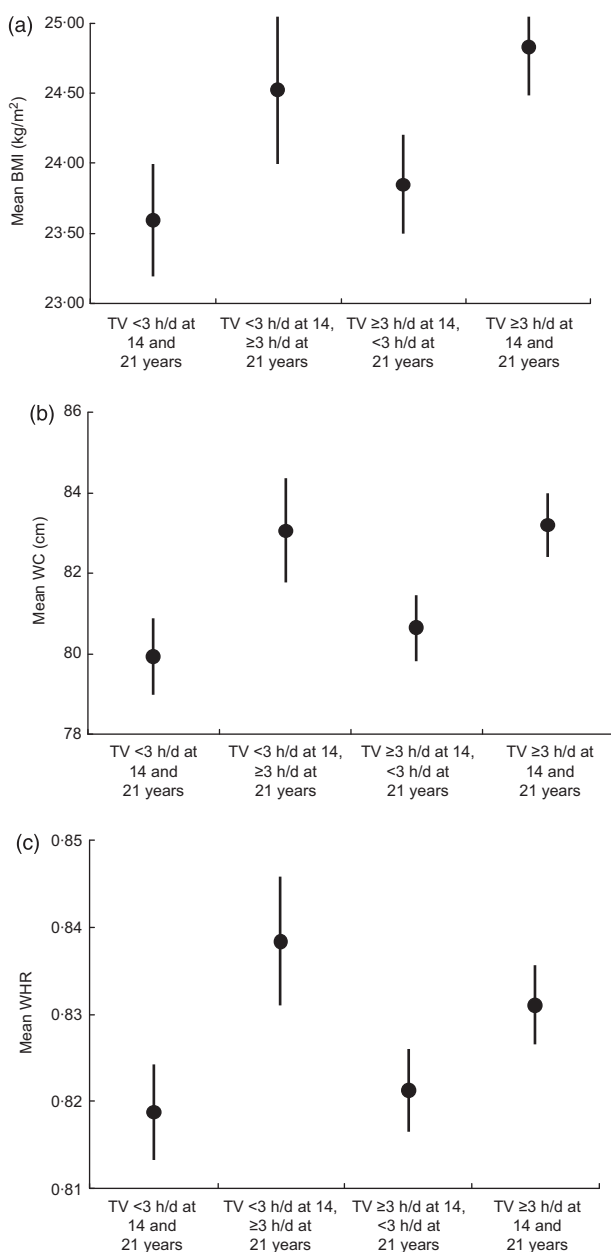 (a)
Mean BMI (kg/m²)
25·00
24·50
24·00
23·50
23·00
TV <3 h/d at
14 and
21 years
TV <3 h/d at 14,
≥3 h/d at
21 years
TV ≥3 h/d at 14,
<3 h/d at
21 years
TV ≥3 h/d at
14 and
21 years
(b)
Mean WC (cm)
86
84
82
80
78
TV <3 h/d at
14 and
21 years
TV <3 h/d at 14,
≥3 h/d at
21 years
TV ≥3 h/d at 14,
<3 h/d at
21 years
TV ≥3 h/d at
14 and
21 years
(c)
Mean WHR
0·85
0·84
0·83
0·82
0·81
TV <3 h/d at
14 and
21 years
TV <3 h/d at 14,
≥3 h/d at
21 years
TV ≥3 h/d at 14,
<3 h/d at
21 years
TV ≥3 h/d at
14 and
21 years